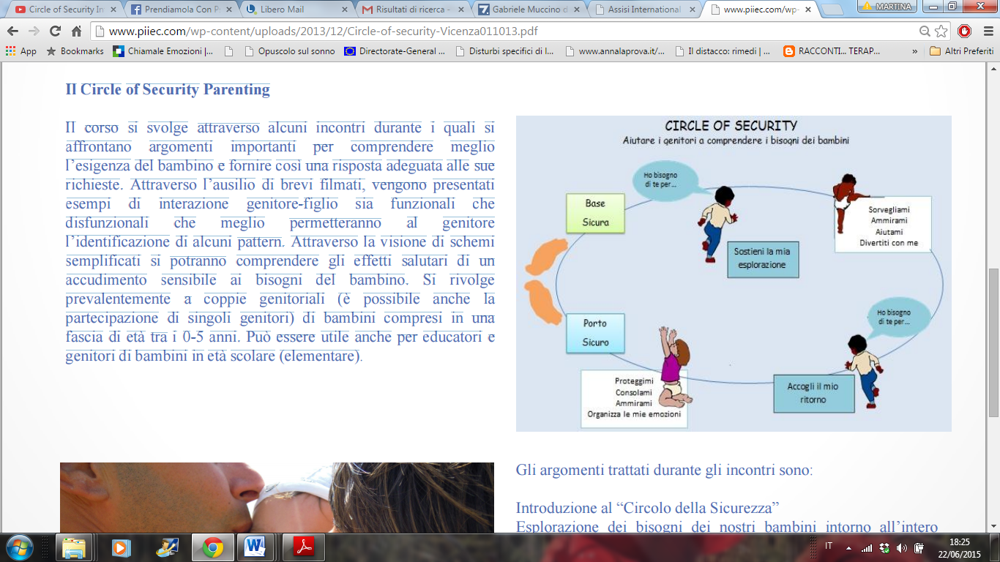 Circle of Security In
Prendiamola Con P
Libero Mail
Risultati di ricerca -
Gabriele Muccino d
Assisi International
www.piiec.com/wp-
MARTINA
www.piiec.com/wp-content/uploads/2013/12/Circle-of-security-Vicenza011013.pdf
App
Bookmarks
Chiamale Emozioni |...
Opuscolo sul sonno
Directorate-General ...
Disturbi specifici di l...
www.annalaprova.it/...
Il distacco: rimedi | ...
RACCONTI... TERAP...
»
Altri Preferiti
Il Circle of Security Parenting
Il corso si svolge attraverso alcuni incontri durante i quali si
affrontano argomenti importanti per comprendere meglio
l’esigenza del bambino e fornire così una risposta adeguata alle sue
richieste. Attraverso l’ausilio di brevi filmati, vengono presentati
esempi di interazione genitore-figlio sia funzionali che
disfunzionali che meglio permetteranno al genitore
l’identificazione di alcuni pattern. Attraverso la visione di schemi
semplificati si potranno comprendere gli effetti salutari di un
accudimento sensibile ai bisogni del bambino. Si rivolge
prevalentemente a coppie genitoriali (è possibile anche la
partecipazione di singoli genitori) di bambini compresi in una
fascia di età tra i 0-5 anni. Può essere utile anche per educatori e
genitori di bambini in età scolare (elementare).
CIRCLE OF SECURITY
Aiutare i genitori a comprendere i bisogni dei bambini
Ho bisogno
di te per...
Base
Sicura
Sorvegliami
Ammirami
Aiutami
Divertiti con me
Sostieni la mia
esplorazione
Ho bisogno
di te per...
Porto
Sicuro
Proteggimi
Consolami
Ammirami
Organizza le mie emozioni
Accogli il mio
ritorno
Gli argomenti trattati durante gli incontri sono:
Introduzione al “Circolo della Sicurezza”
Esplorazione dei bisogni dei nostri bambini intorno all’intero
IT
18:25
22/06/2015